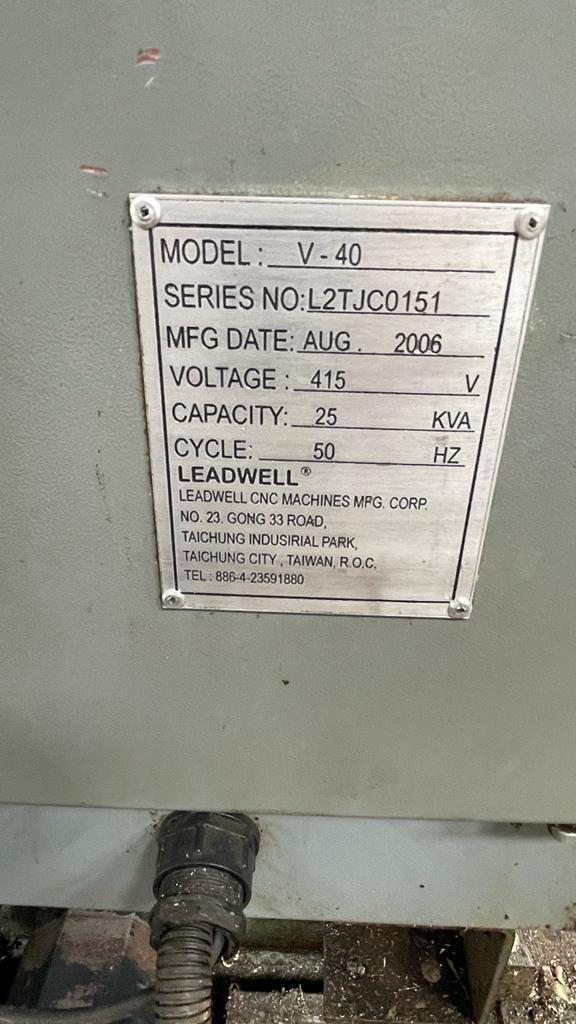 MODEL: V-40
SERIES NO: L2TJC0151
MFG DATE: AUG. 2006
VOLTAGE: 415 V
CAPACITY: 25 KVA
CYCLE: 50 HZ
LEADWELL®
LEADWELL CNC MACHINES MFG. CORP.
NO. 23. GONG 33 ROAD,
TAICHUNG INDUSIRIAL PARK,
TAICHUNG CITY, TAIWAN, R.O.C.
TEL: 886-4-23591880